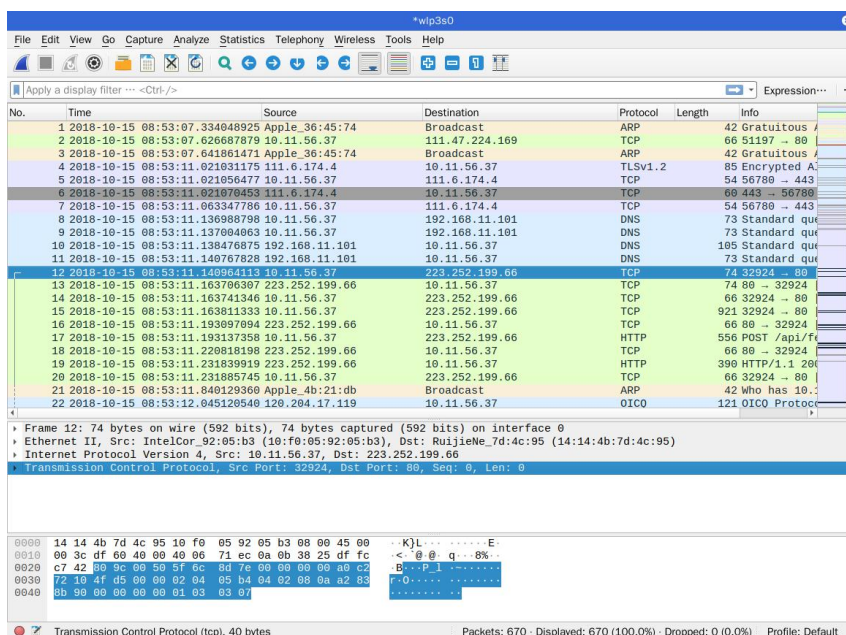 *wlp3s0
File Edit View Go Capture Analyze Statistics Telephony Wireless Tools Help
Apply a display filter ··· <Ctrl-/>
Expression···
No. Time Source Destination Protocol Length Info
1 2018-10-15 08:53:07.334048925 Apple_36:45:74 Broadcast ARP 42 Gratuitous
2 2018-10-15 08:53:07.626687879 10.11.56.37 111.47.224.169 TCP 66 51197 → 80
3 2018-10-15 08:53:07.641861471 Apple_36:45:74 Broadcast ARP 42 Gratuitous
4 2018-10-15 08:53:11.021031175 111.6.174.4 10.11.56.37 TLSv1.2 85 Encrypted
5 2018-10-15 08:53:11.021056477 10.11.56.37 111.6.174.4 TCP 54 56780 → 443
6 2018-10-15 08:53:11.021070453 111.6.174.4 10.11.56.37 TCP 60 443 → 56780
7 2018-10-15 08:53:11.063347786 10.11.56.37 111.6.174.4 TCP 54 56780 → 443
8 2018-10-15 08:53:11.136988798 10.11.56.37 192.168.11.101 DNS 73 Standard que
9 2018-10-15 08:53:11.137004063 10.11.56.37 192.168.11.101 DNS 73 Standard que
10 2018-10-15 08:53:11.138476875 192.168.11.101 10.11.56.37 DNS 105 Standard que
11 2018-10-15 08:53:11.140767828 192.168.11.101 10.11.56.37 DNS 73 Standard que
12 2018-10-15 08:53:11.140964113 10.11.56.37 223.252.199.66 TCP 74 32924 → 80
13 2018-10-15 08:53:11.163706307 223.252.199.66 10.11.56.37 TCP 74 80 → 32924
14 2018-10-15 08:53:11.163741346 10.11.56.37 223.252.199.66 TCP 66 32924 → 80
15 2018-10-15 08:53:11.163811333 10.11.56.37 223.252.199.66 TCP 921 32924 → 80
16 2018-10-15 08:53:11.193097094 223.252.199.66 10.11.56.37 TCP 66 80 → 32924
17 2018-10-15 08:53:11.193137358 10.11.56.37 223.252.199.66 HTTP 556 POST /api/fe
18 2018-10-15 08:53:11.220818198 223.252.199.66 10.11.56.37 TCP 66 80 → 32924
19 2018-10-15 08:53:11.231839919 223.252.199.66 10.11.56.37 HTTP 390 HTTP/1.1 200
20 2018-10-15 08:53:11.231885745 10.11.56.37 223.252.199.66 TCP 66 32924 → 80
21 2018-10-15 08:53:11.840129360 Apple_4b:21:db Broadcast ARP 42 Who has 10.1
22 2018-10-15 08:53:12.045120540 120.204.17.119 10.11.56.37 OICQ 121 OICQ Protoco
Frame 12: 74 bytes on wire (592 bits), 74 bytes captured (592 bits) on interface 0
Ethernet II, Src: IntelCor_92:05:b3 (10:f0:05:92:05:b3), Dst: RuijieNe_7d:4c:95 (14:14:4b:7d:4c:95)
Internet Protocol Version 4, Src: 10.11.56.37, Dst: 223.252.199.66
Transmission Control Protocol, Src Port: 32924, Dst Port: 80, Seq: 0, Len: 0
0000 14 14 4b 7d 4c 95 10 f0 05 92 05 b3 08 00 45 00 ··K}L··· ······E·
0010 00 3c df 60 40 00 40 06 71 ec 0a 0b 38 25 df fc ·<·`@·@· q···8%··
0020 c7 42 80 9c 00 50 5f 6c 8d 7e 00 00 00 00 a0 c2 ·B···P_l ·~······
0030 72 10 4f d5 00 00 02 04 05 b4 04 02 08 0a a2 83 r·O····· ········
0040 8b 90 00 00 00 00 01 03 03 07 ········ ··
Transmission Control Protocol (tcp), 40 bytes Packets: 670 · Displayed: 670 (100.0%) · Dropped: 0 (0.0%) Profile: Default